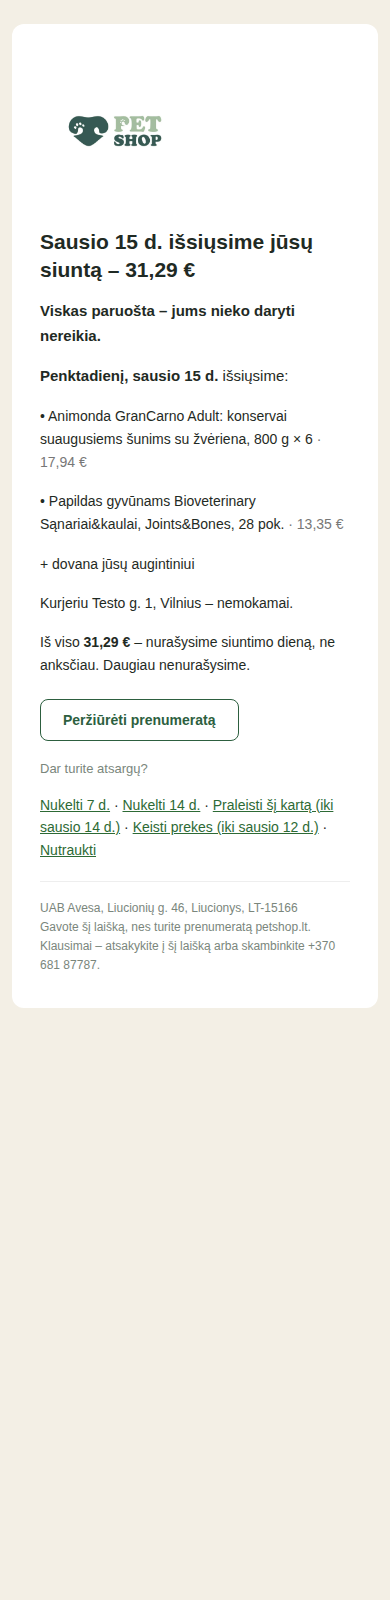 PET
SHOP
Sausio 15 d. išsiųsime jūsų
siuntą – 31,29 €
Viskas paruošta – jums nieko daryti
nereikia.
Penktadienį, sausio 15 d. išsiųsime:
• Animonda GranCarno Adult: konservai
suaugusiems šunims su žvėriena, 800 g × 6 ·
17,94 €
• Papildas gyvūnams Bioveterinary
Sąnariai&kaulai, Joints&Bones, 28 pok. · 13,35 €
+ dovana jūsų augintiniui
Kurjeriu Testo g. 1, Vilnius – nemokamai.
Iš viso 31,29 € – nurašysime siuntimo dieną, ne
anksčiau. Daugiau nenurašysime.
Peržiūrėti prenumeratą
Dar turite atsargų?
Nukelti 7 d. · Nukelti 14 d. · Praleisti šį kartą (iki
sausio 14 d.) · Keisti prekes (iki sausio 12 d.) ·
Nutraukti
UAB Avesa, Liucionių g. 46, Liucionys, LT-15166
Gavote šį laišką, nes turite prenumeratą petshop.lt.
Klausimai – atsakykite į šį laišką arba skambinkite +370
681 87787.